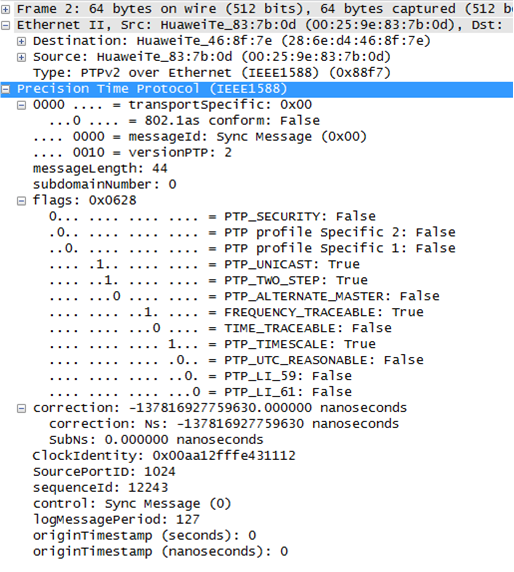 Frame 2: 64 bytes on wire (512 bits), 64 bytes captured (512 b
Ethernet II, Src: HuaweiTe_83:7b:0d (00:25:9e:83:7b:0d), Dst:
Destination: HuaweiTe_46:8f:7e (28:6e:d4:46:8f:7e)
Source: HuaweiTe_83:7b:0d (00:25:9e:83:7b:0d)
Type: PTPv2 over Ethernet (IEEE1588) (0x88f7)
Precision Time Protocol (IEEE1588)
0000 .... = transportSpecific: 0x00
...0 .... = 802.1as conform: False
.... 0000 = messageId: Sync Message (0x00)
.... 0010 = versionPTP: 2
messageLength: 44
subdomainNumber: 0
flags: 0x0628
0... .... .... .... = PTP_SECURITY: False
.0.. .... .... .... = PTP profile Specific 2: False
..0. .... .... .... = PTP profile Specific 1: False
.... .1.. .... .... = PTP_UNICAST: True
.... ..1. .... .... = PTP_TWO_STEP: True
.... ...0 .... .... = PTP_ALTERNATE_MASTER: False
.... .... ..1. .... = FREQUENCY_TRACEABLE: True
.... .... ...0 .... = TIME_TRACEABLE: False
.... .... .... 1... = PTP_TIMESCALE: True
.... .... .... .0.. = PTP_UTC_REASONABLE: False
.... .... .... ..0. = PTP_LI_59: False
.... .... .... ...0 = PTP_LI_61: False
correction: -137816927759630.000000 nanoseconds
correction: Ns: -137816927759630 nanoseconds
SubNs: 0.000000 nanoseconds
ClockIdentity: 0x00aa12fffe431112
SourcePortID: 1024
sequenceId: 12243
control: Sync Message (0)
logMessagePeriod: 127
originTimestamp (seconds): 0
originTimestamp (nanoseconds): 0